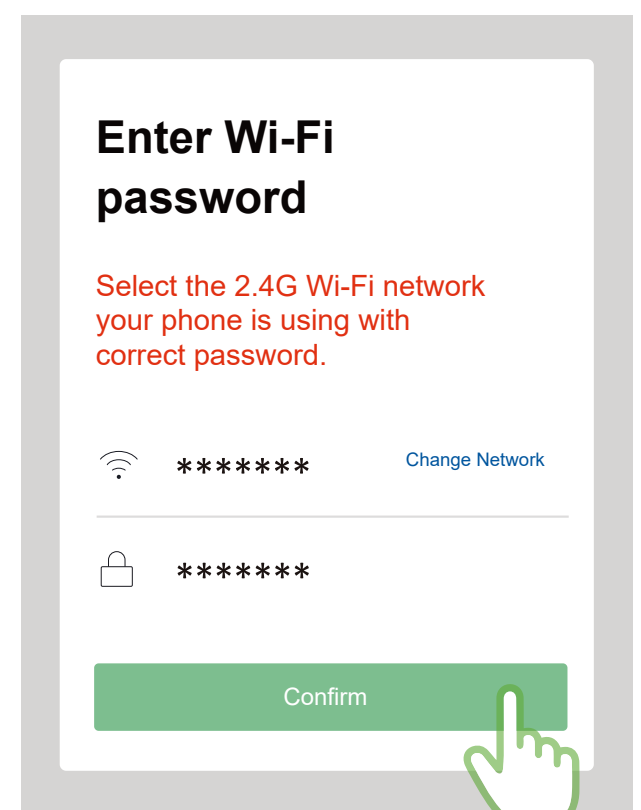 Enter Wi-Fi
password
Select the 2.4G Wi-Fi network
your phone is using with
correct password.
******* Change Network
*******
Confirm